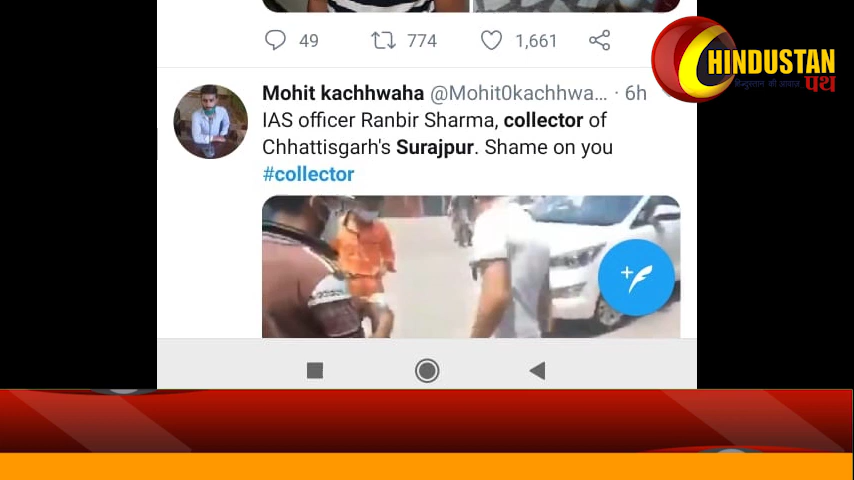 49 774 1,661
HINDUSTAN
हिन्दुस्तान की आवाज पथ
Mohit kachhwaha @Mohit0kachhwa... · 6h
IAS officer Ranbir Sharma, collector of
Chhattisgarh's Surajpur. Shame on you
#collector